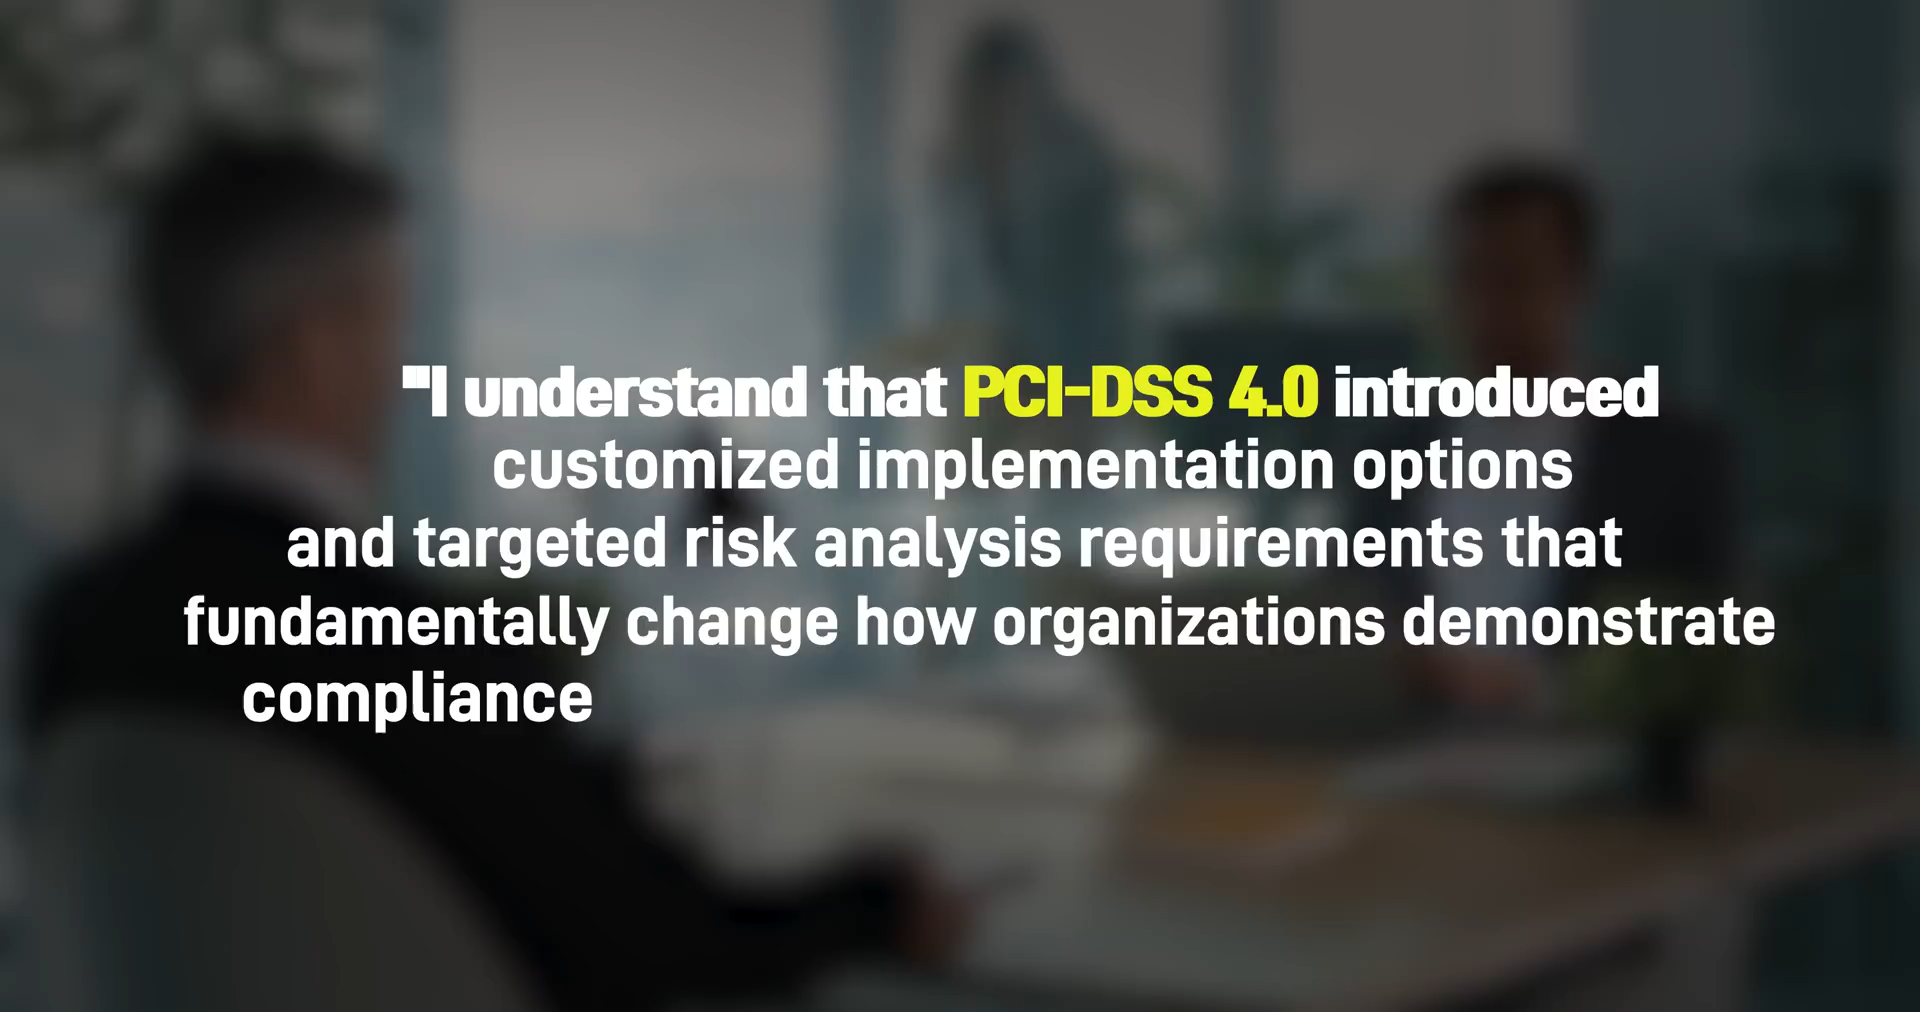 "I understand that PCI-DSS 4.0 introduced
customized implementation options
and targeted risk analysis requirements that
fundamentally change how organizations demonstrate
compliance